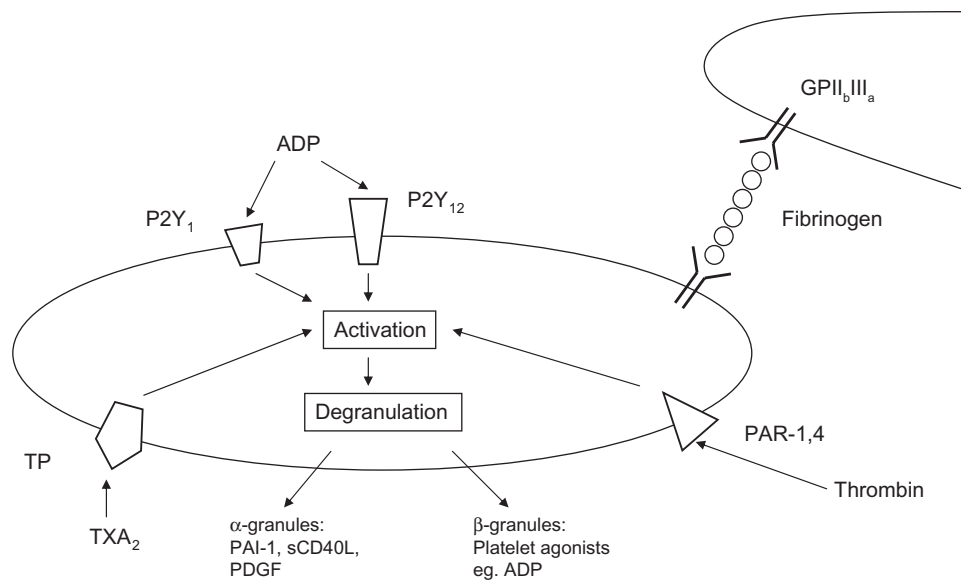 GPII_bIII_a
ADP
P2Y₁₂
P2Y₁
Fibrinogen
Activation
Degranulation
PAR-1,4
TP
Thrombin
TXA₂
α-granules:
PAI-1, sCD40L,
PDGF
β-granules:
Platelet agonists
eg. ADP